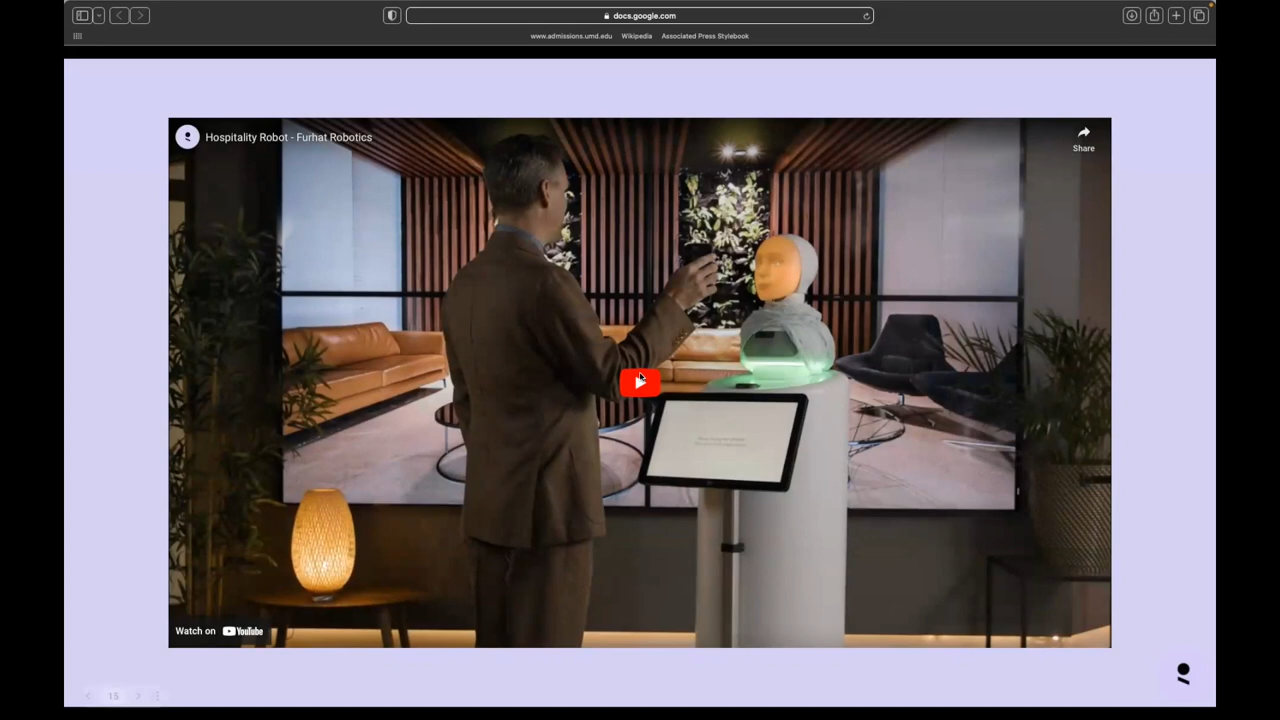 docs.google.com
www.admissions.umd.edu Wikipedia Associated Press Stylebook
Hospitality Robot - Furhat Robotics
Share
Watch on YouTube
15